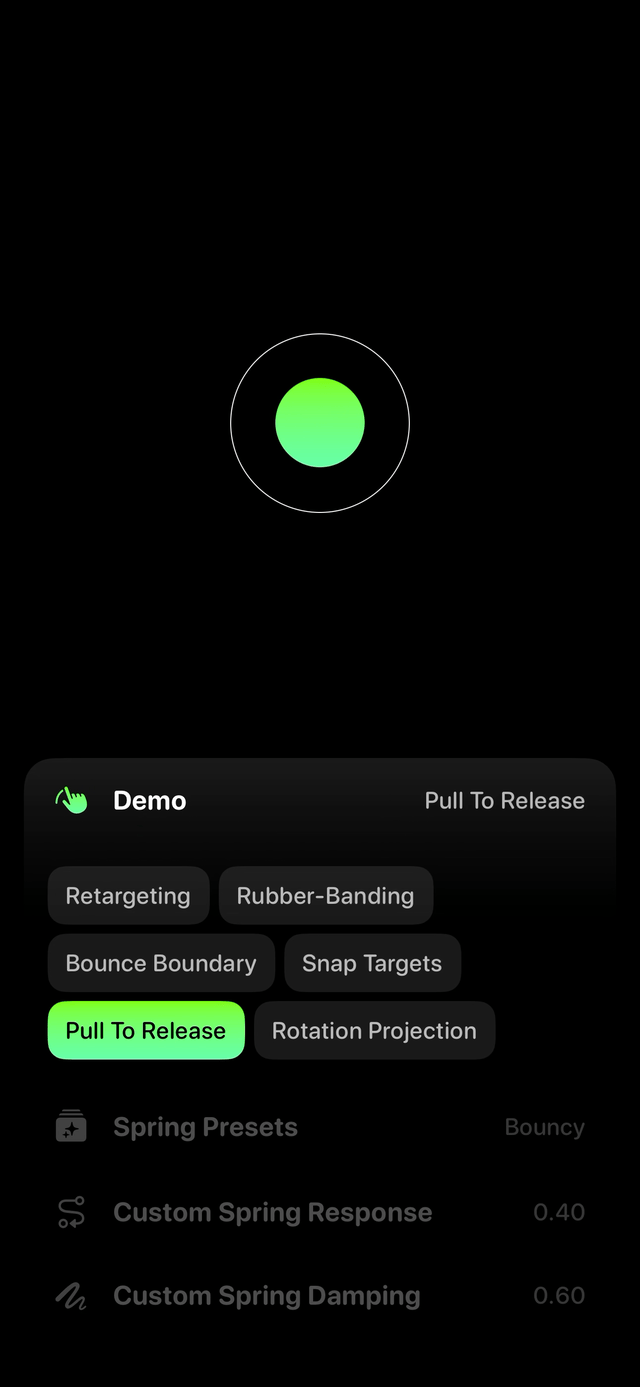 Demo Pull To Release
Retargeting Rubber-Banding
Bounce Boundary Snap Targets
Pull To Release Rotation Projection
Spring Presets Bouncy
Custom Spring Response 0.40
Custom Spring Damping 0.60